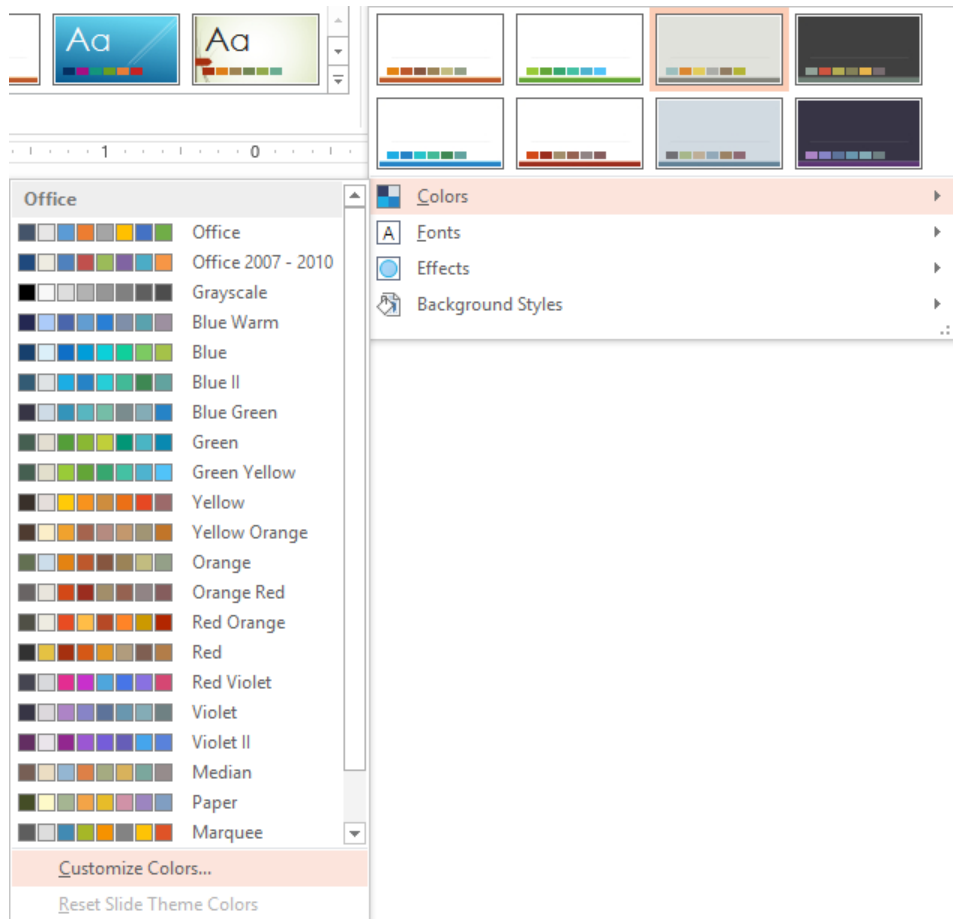 Aa
Aa
1
0
Office
Office
Office 2007 - 2010
Grayscale
Blue Warm
Blue
Blue II
Blue Green
Green
Green Yellow
Yellow
Yellow Orange
Orange
Orange Red
Red Orange
Red
Red Violet
Violet
Violet II
Median
Paper
Marquee
Customize Colors...
Reset Slide Theme Colors
Colors
A Fonts
Effects
Background Styles